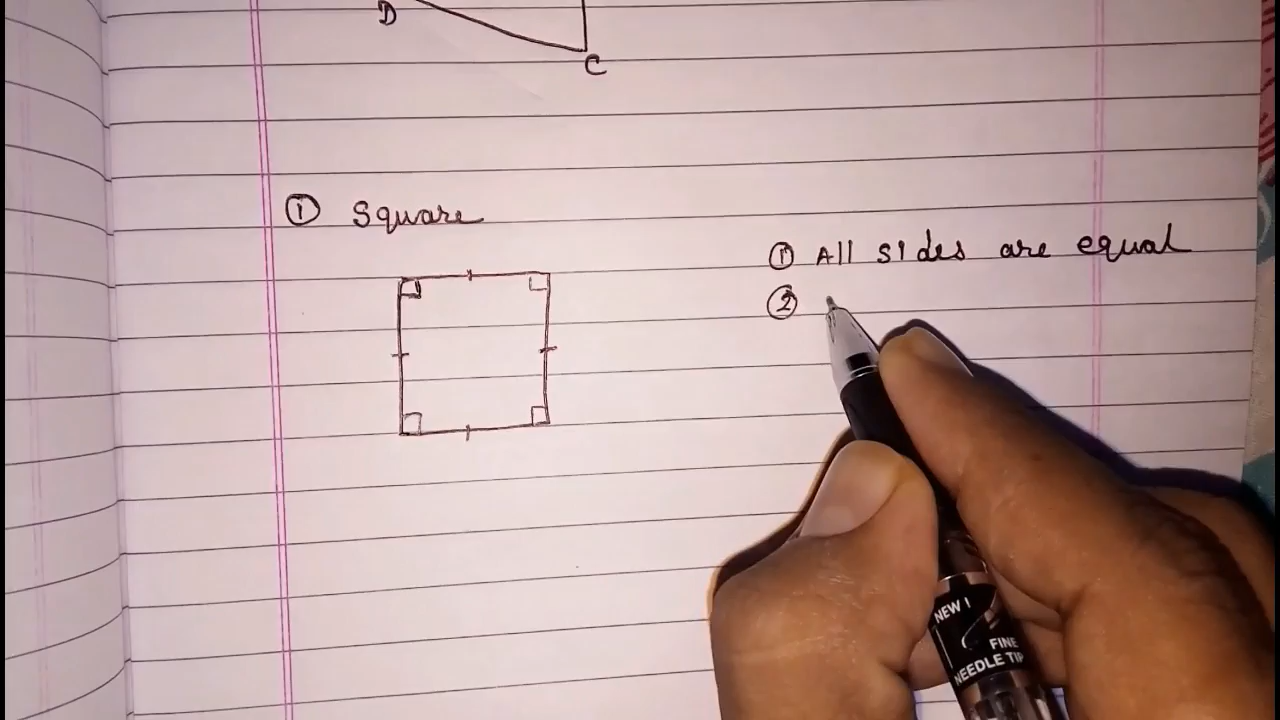 D
C
① Square
① All sides are equal
②
NEW !
FINE
NEEDLE TIP